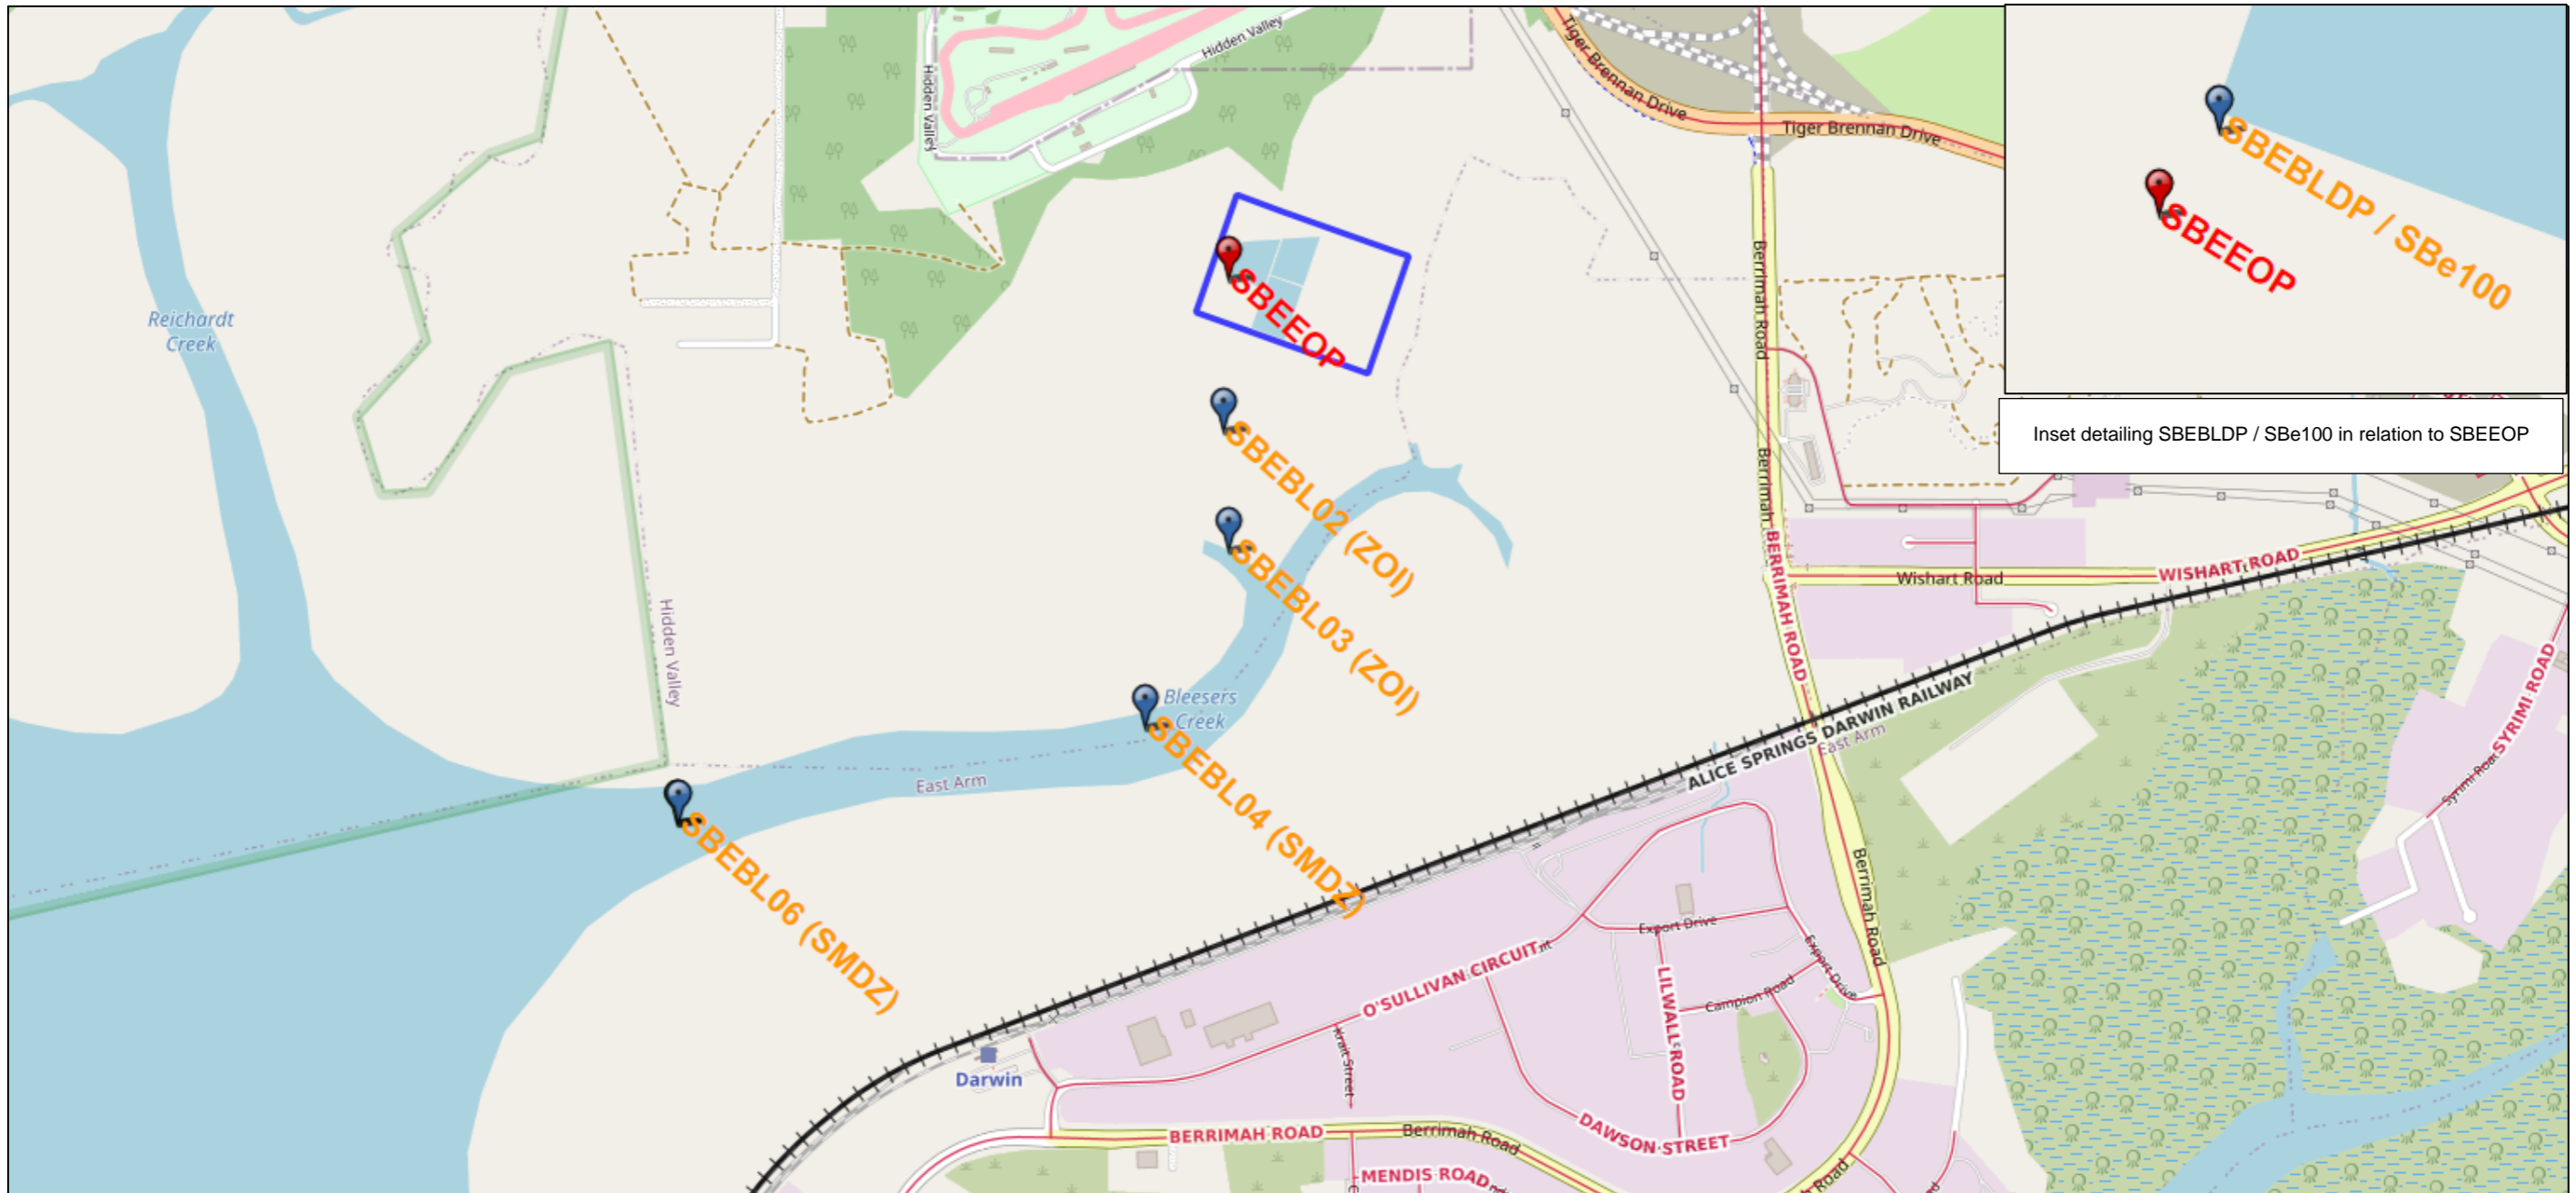 Hidden Valley
Hidden Valley
Tiger Brennan Drive
Tiger Brennan Drive
SBEBLDP / SBe100
SBEEOP
Inset detailing SBEBLDP / SBe100 in relation to SBEEOP
Reichardt
Creek
SBEEOP
Berrimah Road
SBEBL02 (ZOI)
Berrimah
BERRIMAH ROAD
SBEBL03 (ZOI)
Wishart Road
WISHART ROAD
Hidden Valley
Bleesers
Creek
SBEBL04 (SMDZ)
East Arm
SBEBL06 (SMDZ)
ALICE SPRINGS DARWIN RAILWAY
East Arm
SYRIMI ROAD
Syrimi Road
Berrimah Road
Export Drive
Export Drive
O'SULLIVAN CIRCUIT
LILWALL ROAD
Campion Road
Krait Street
Darwin
DAWSON STREET
BERRIMAH ROAD
Berrimah Road
MENDIS ROAD
Road